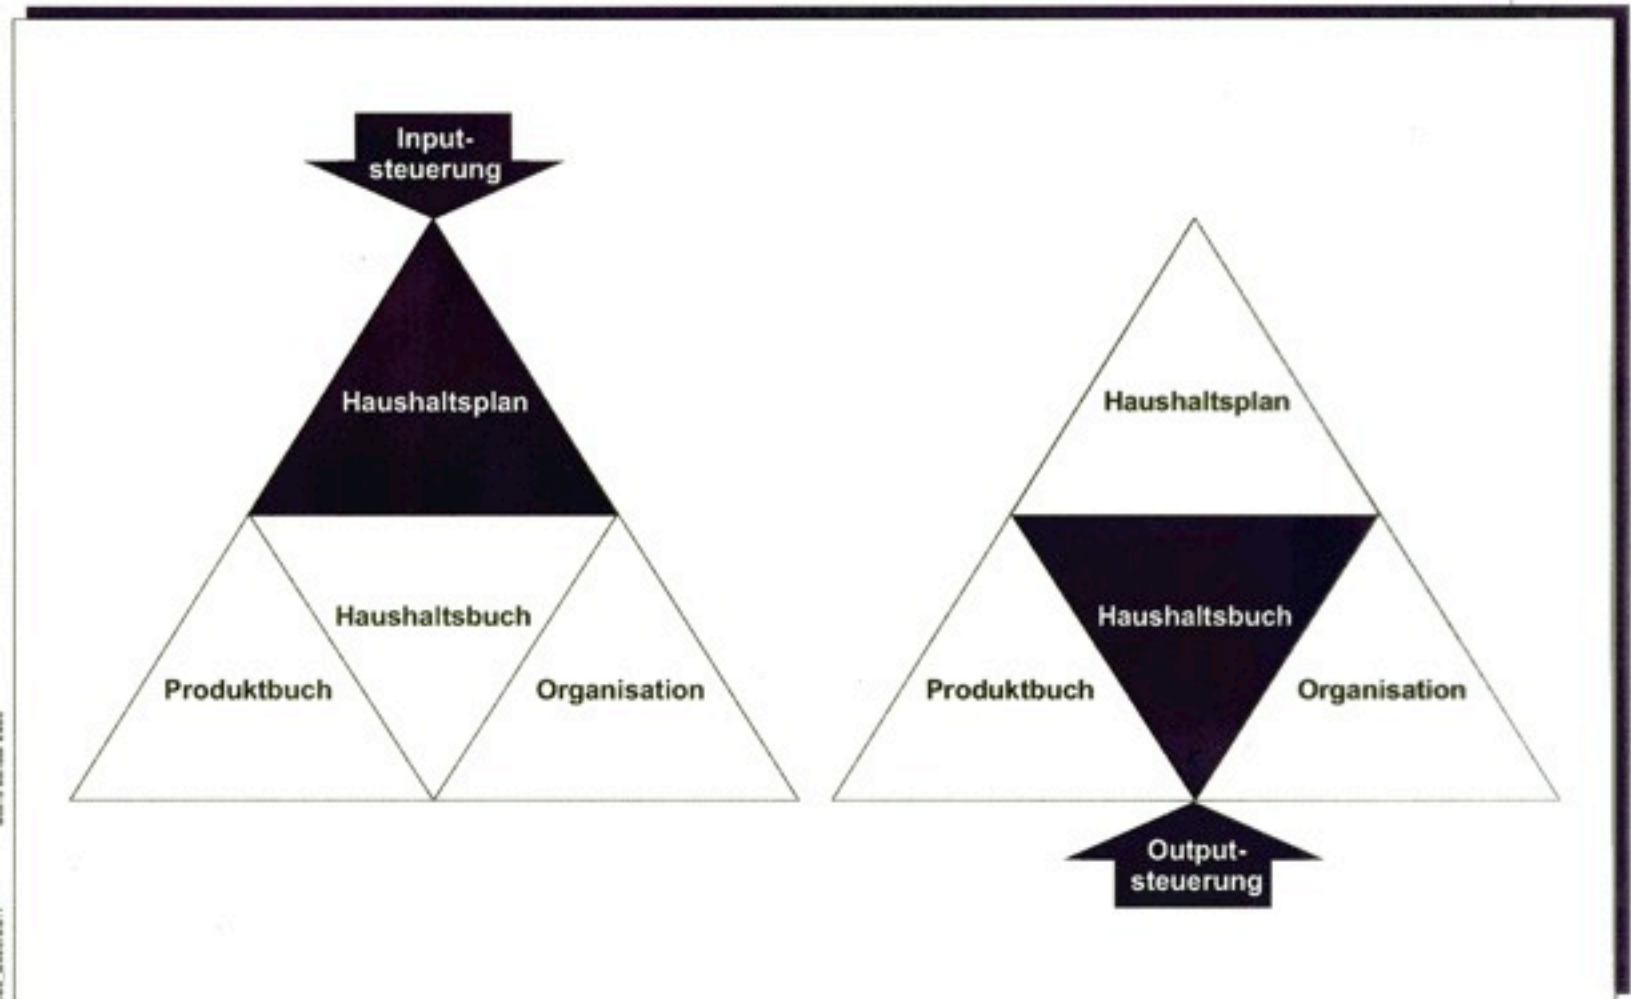 Input-
steuerung
Haushaltsplan
Haushaltsbuch
Produktbuch
Organisation
Haushaltsplan
Haushaltsbuch
Produktbuch
Organisation
Output-
steuerung